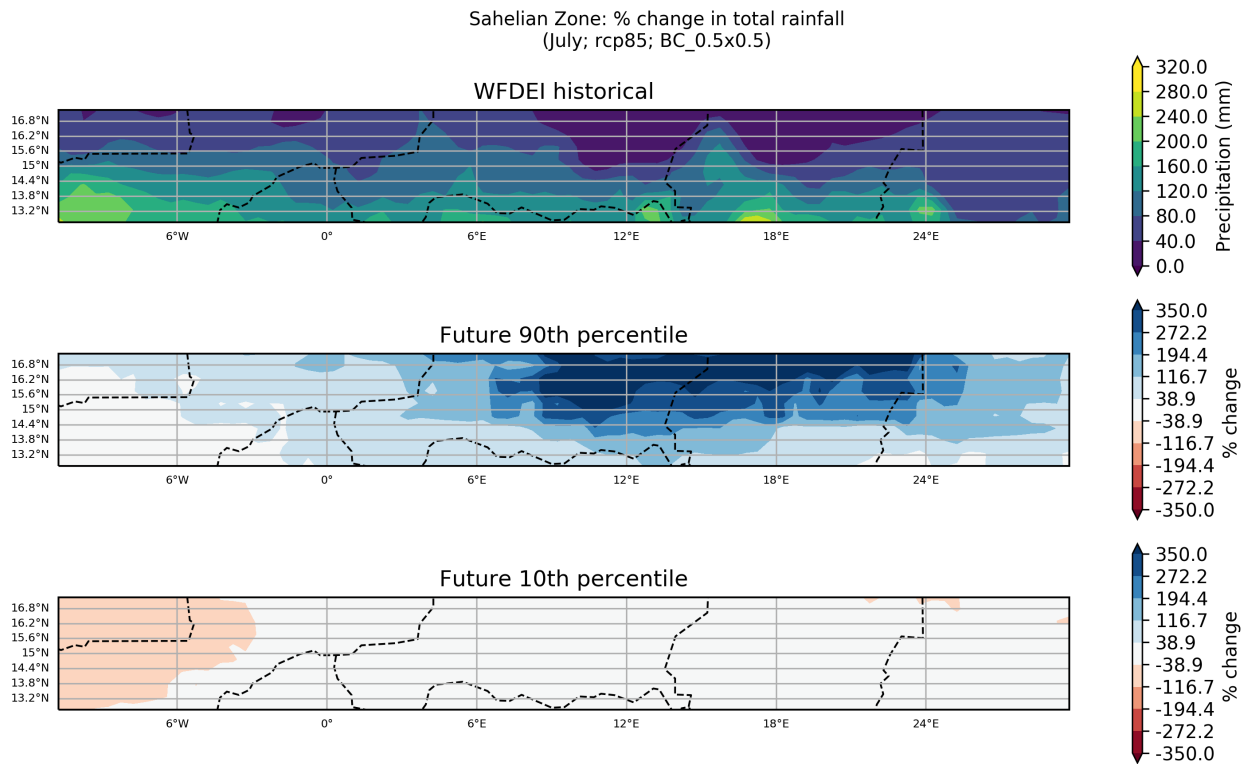 Sahelian Zone: % change in total rainfall
(July; rcp85; BC_0.5x0.5)
WFDEI historical
16.8°N
16.2°N
15.6°N
15°N
14.4°N
13.8°N
13.2°N
6°W
0°
6°E
12°E
18°E
24°E
320.0
280.0
240.0
200.0
160.0
120.0
80.0
40.0
0.0
Precipitation (mm)
Future 90th percentile
16.8°N
16.2°N
15.6°N
15°N
14.4°N
13.8°N
13.2°N
6°W
0°
6°E
12°E
18°E
24°E
350.0
272.2
194.4
116.7
38.9
-38.9
-116.7
-194.4
-272.2
-350.0
% change
Future 10th percentile
16.8°N
16.2°N
15.6°N
15°N
14.4°N
13.8°N
13.2°N
6°W
0°
6°E
12°E
18°E
24°E
350.0
272.2
194.4
116.7
38.9
-38.9
-116.7
-194.4
-272.2
-350.0
% change